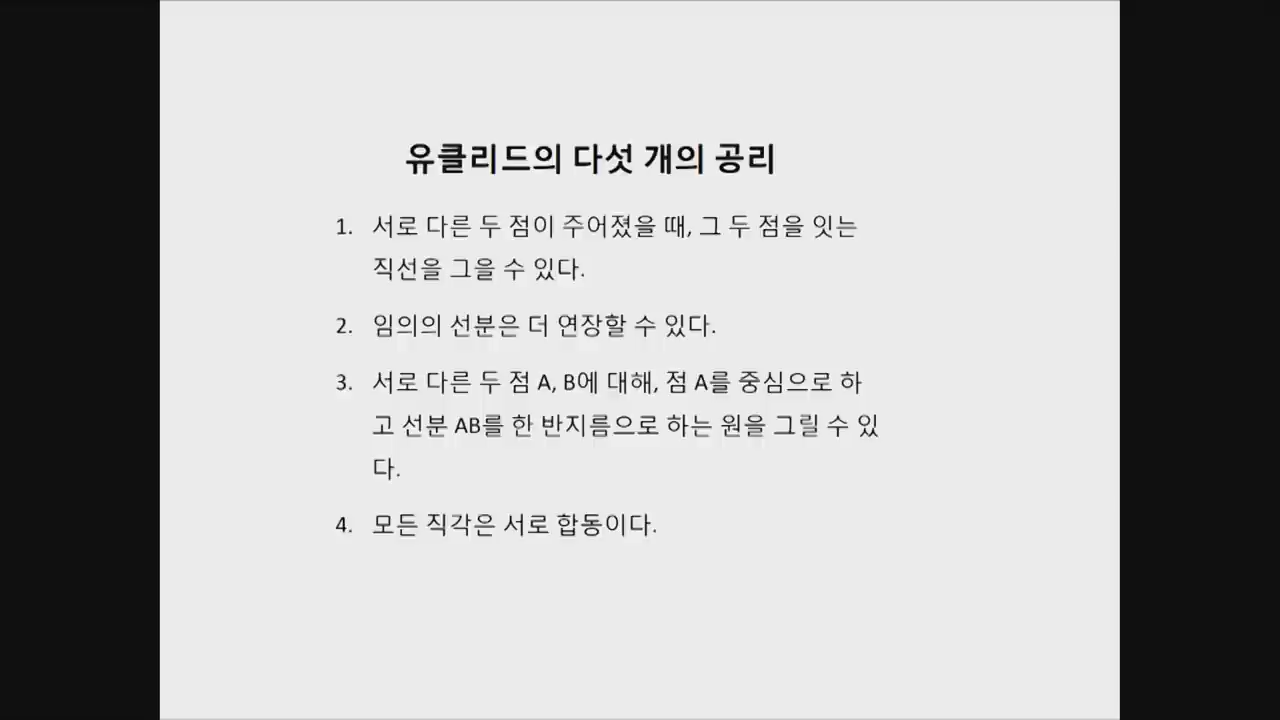 유클리드의 다섯 개의 공리
1. 서로 다른 두 점이 주어졌을 때, 그 두 점을 잇는
직선을 그을 수 있다.
2. 임의의 선분은 더 연장할 수 있다.
3. 서로 다른 두 점 A, B에 대해, 점 A를 중심으로 하
고 선분 AB를 한 반지름으로 하는 원을 그릴 수 있
다.
4. 모든 직각은 서로 합동이다.